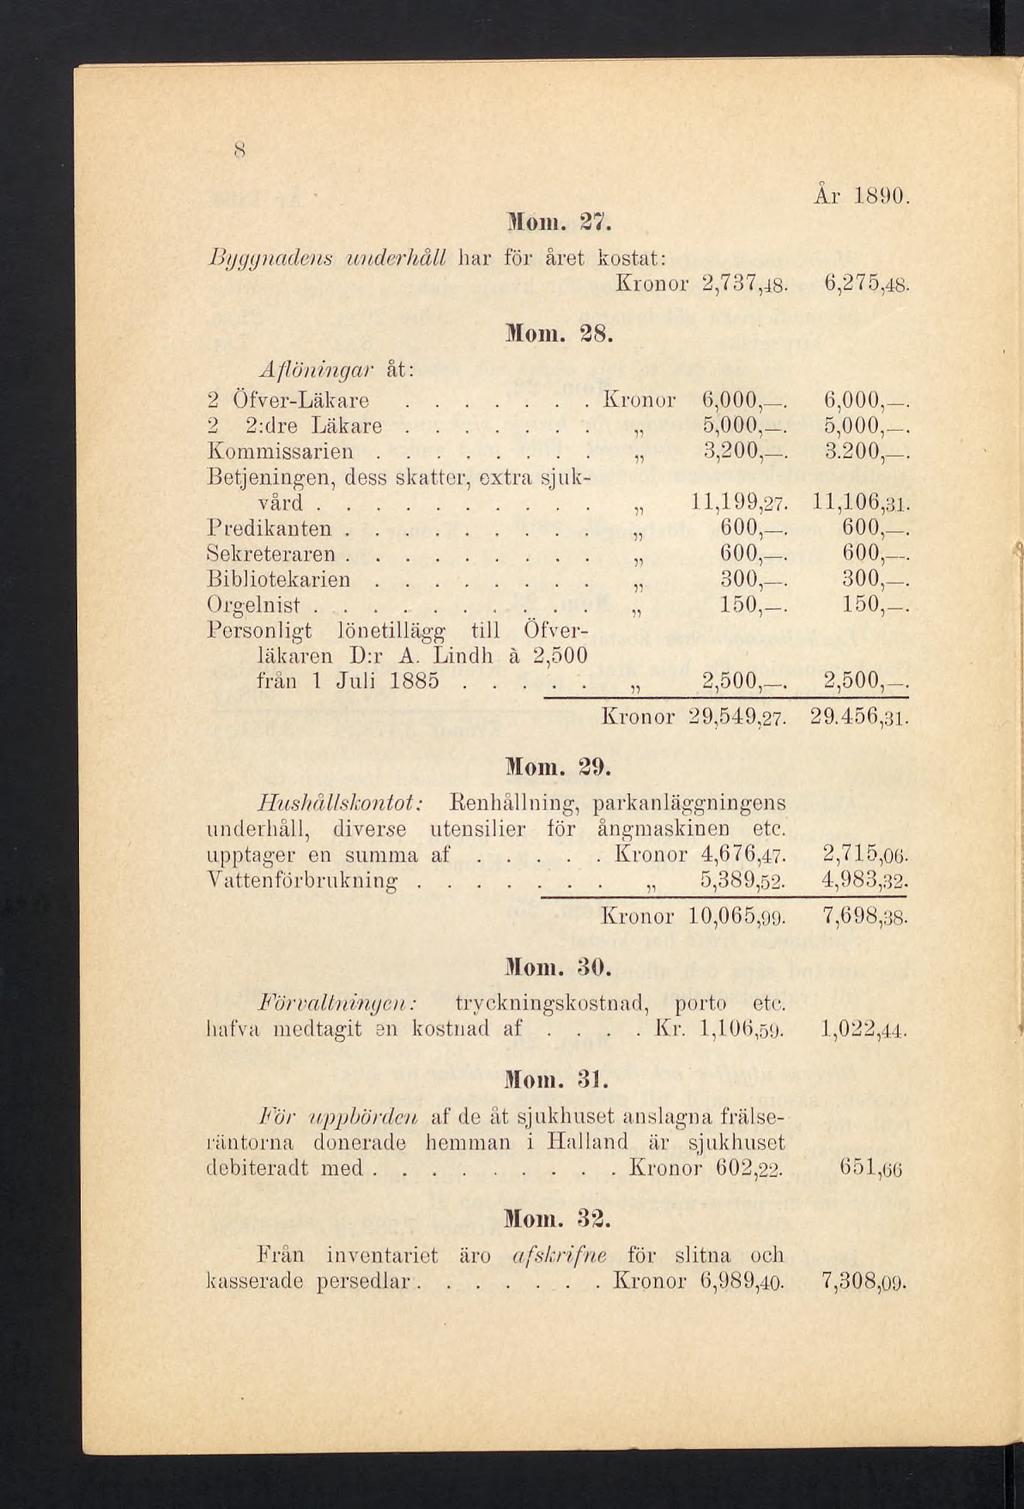 8
År 1890.
Mom. 27.
Byggnadens underhåll har för året kostat:
Kronor 2,737,48. 6,275,48.
Mom. 28.
Aflöningar åt:
2 Öfver-Läkare . . . . . . . Kronor 6,000,—. 6,000,—.
2 2:dre Läkare . . . . . . . „ 5,000,—. 5,000,—.
Kommissarien . . . . . . . . „ 3,200,—. 3.200,—.
Betjeningen, dess skatter, extra sjuk-
vård . . . . . . . . . . „ 11,199,27. 11,106,31.
Predikanten . . . . . . . . . „ 600,—. 600,—.
Sekreteraren . . . . . . . . . „ 600,—. 600,—.
Bibliotekarien . . . . . . . . „ 300,—. 300,—.
Orgelnist . . . . . . . . . . „ 150,—. 150,—.
Personligt lönetillägg till Öfver-
läkaren D:r A. Lindh à 2,500
från 1 Juli 1885 . . . . . „ 2,500,—. 2,500,—.
Kronor 29,549,27. 29.456,31.
Mom. 29.
Hushållskontot: Renhållning, parkanläggningens
underhåll, diverse utensilier för ångmaskinen etc.
upptager en summa af . . . . . Kronor 4,676,47. 2,715,06.
Vattenförbrukning . . . . . . . „ 5,389,52. 4,983,32.
Kronor 10,065,99. 7,698,38.
Mom. 30.
Förvaltningen: tryckningskostnad, porto etc.
hafva medtagit en kostnad af . . . . Kr. 1,106,59. 1,022,44.
Mom. 31.
För uppbörden af de åt sjukhuset anslagna frälse-
räntorna donerade hemman i Halland är sjukhuset
debiteradt med . . . . . . . . . Kronor 602,22. 651,66
Mom. 32.
Från inventariet äro afskrifne för slitna och
kasserade persedlar . . . . . . . Kronor 6,989,40. 7,308,09.